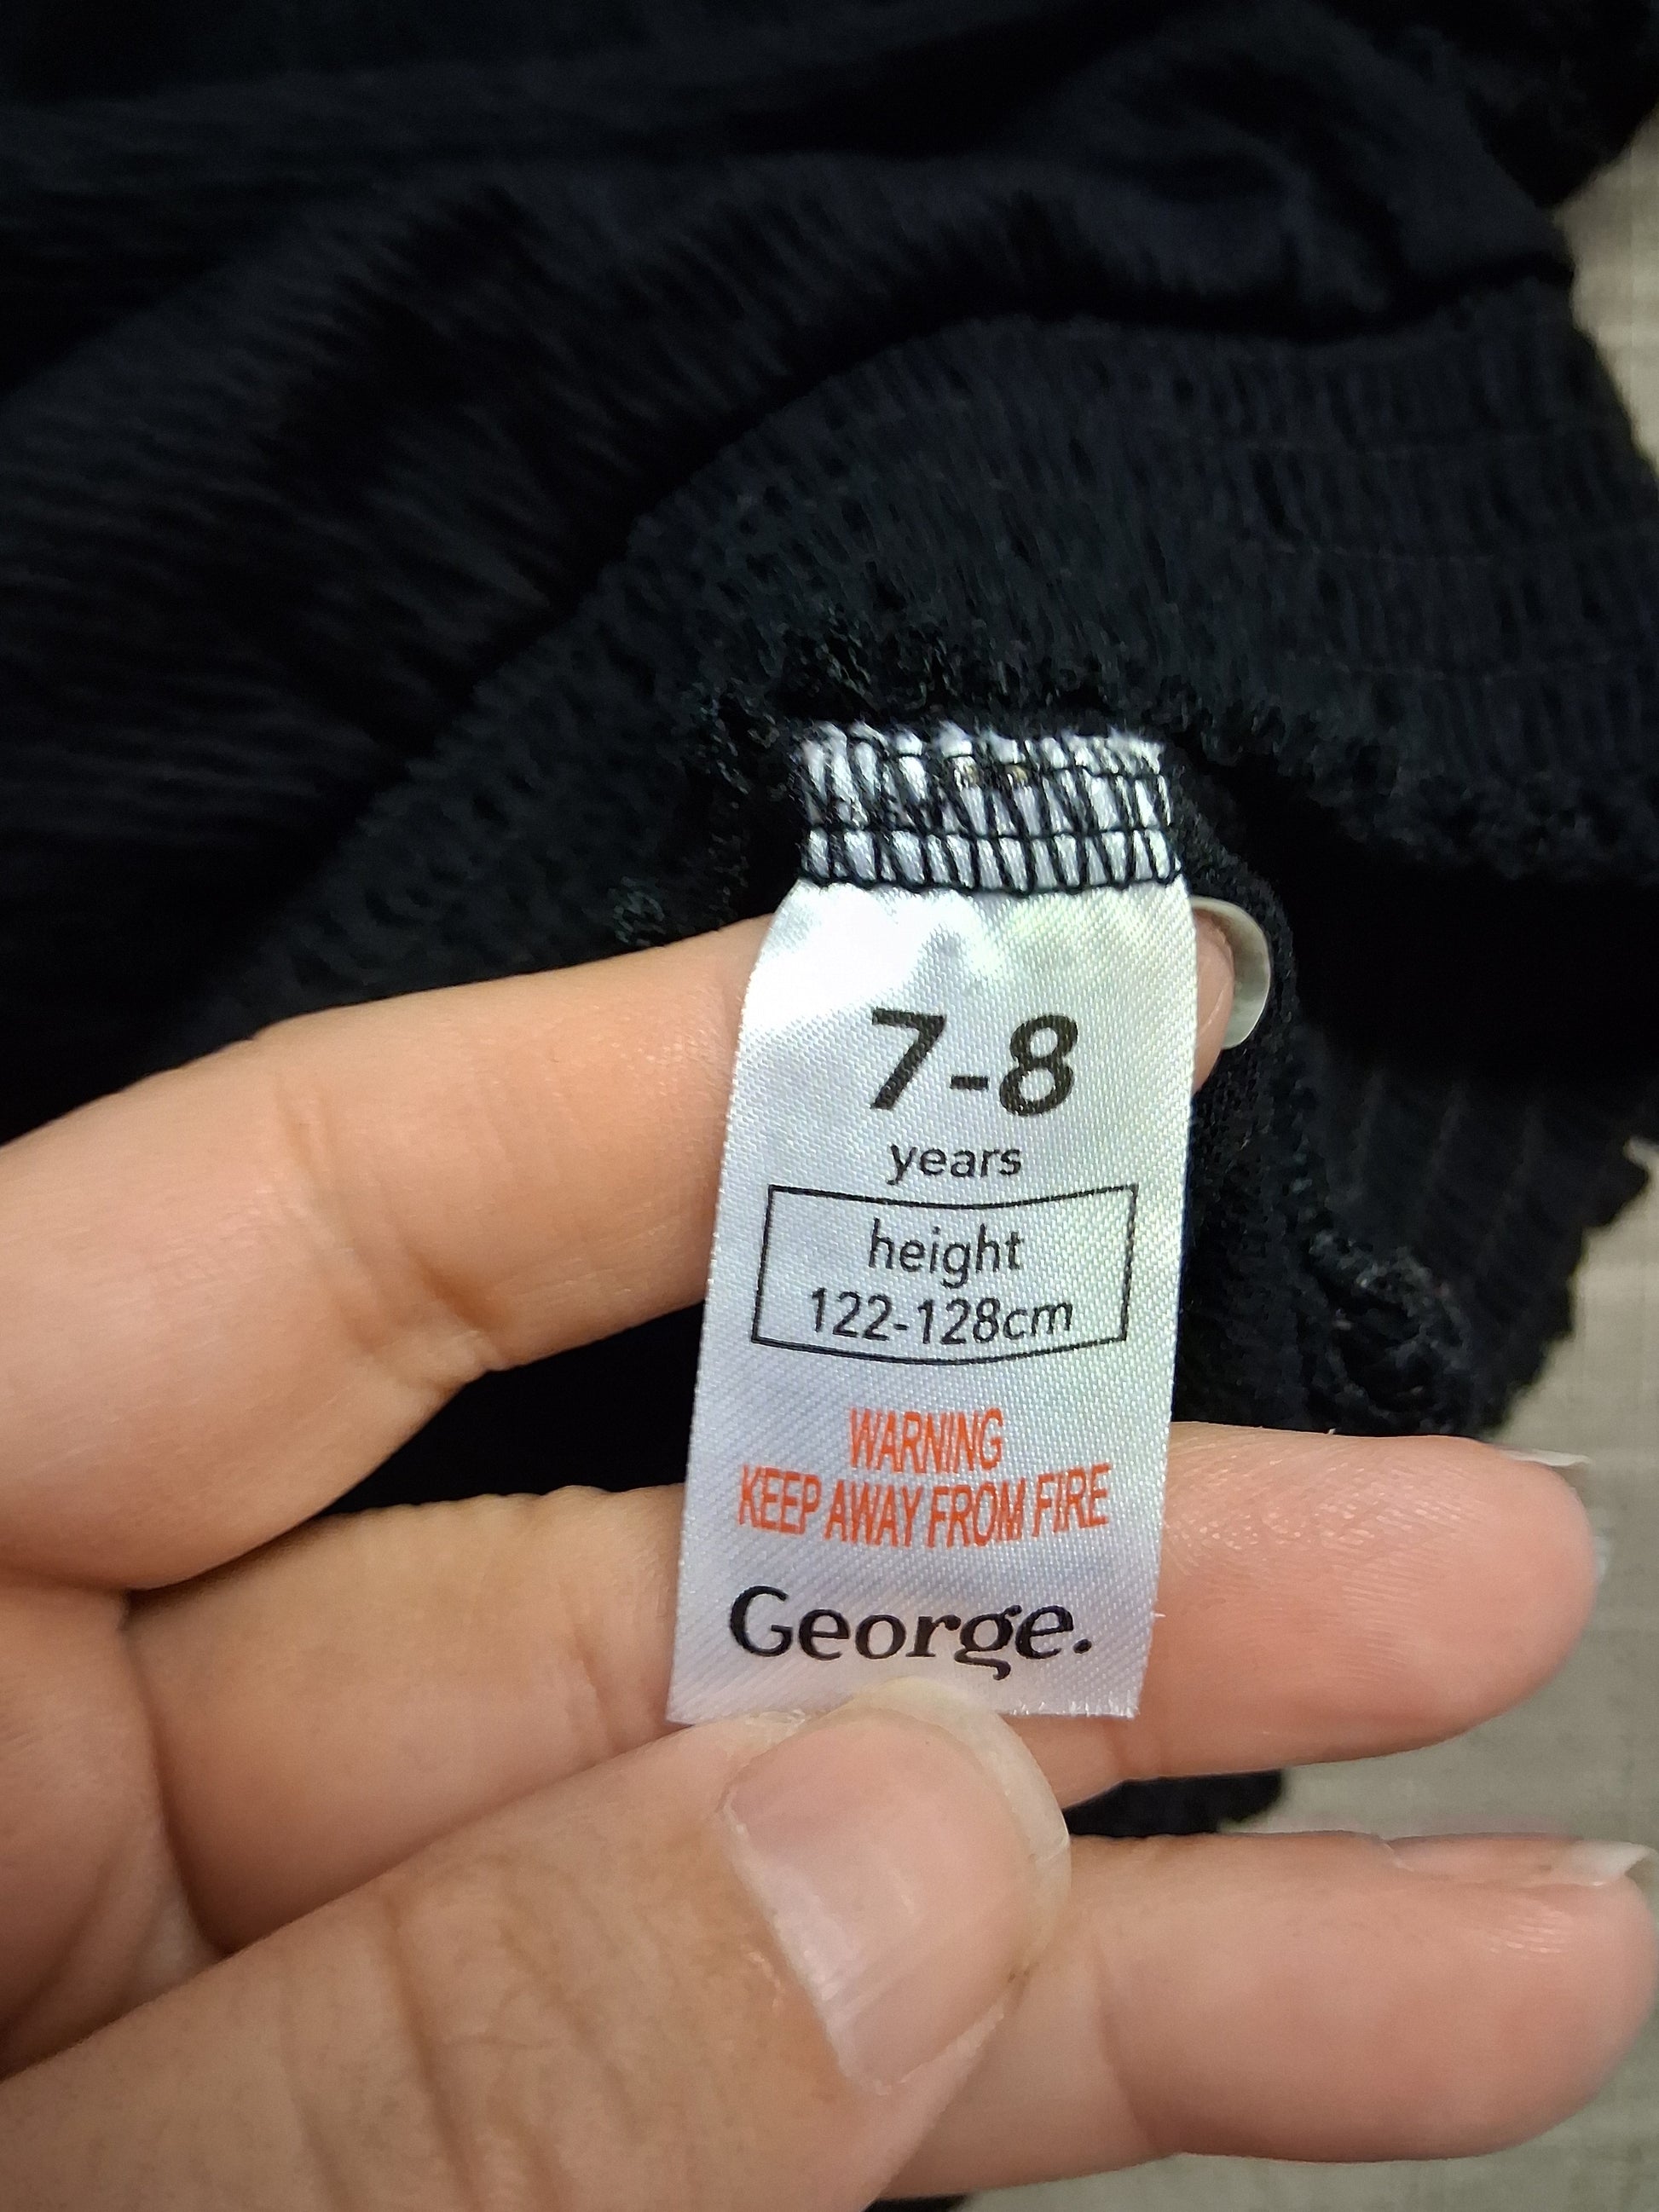 7-8
years
height
122-128cm
WARNING
KEEP AWAY FROM FIRE
George.